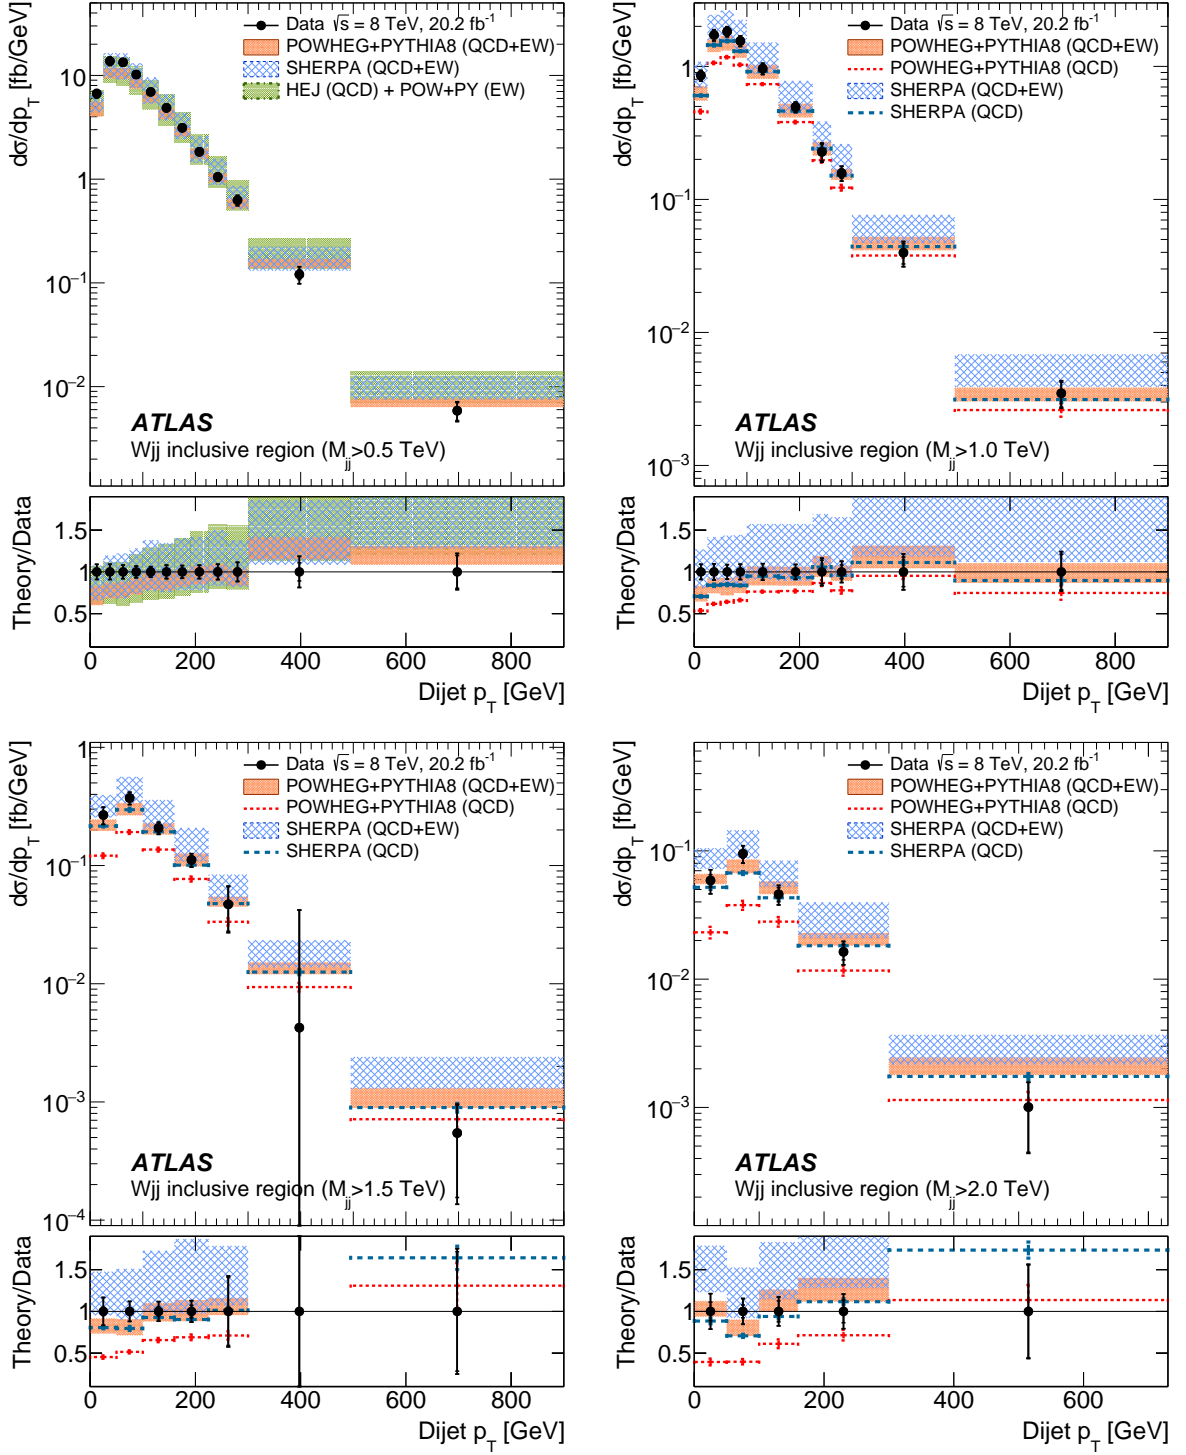 dσ/dp_T [fb/GeV]
10
1
10⁻¹
10⁻²
Data √s = 8 TeV, 20.2 fb⁻¹
POWHEG+PYTHIA8 (QCD+EW)
SHERPA (QCD+EW)
HEJ (QCD) + POW+PY (EW)
ATLAS
Wjj inclusive region (M_jj>0.5 TeV)
Theory/Data
1.5
1
0.5
0 200 400 600 800
Dijet p_T [GeV]
dσ/dp_T [fb/GeV]
1
10⁻¹
10⁻²
10⁻³
Data √s = 8 TeV, 20.2 fb⁻¹
POWHEG+PYTHIA8 (QCD+EW)
POWHEG+PYTHIA8 (QCD)
SHERPA (QCD+EW)
SHERPA (QCD)
ATLAS
Wjj inclusive region (M_jj>1.0 TeV)
Theory/Data
1.5
1
0.5
0 200 400 600 800
Dijet p_T [GeV]
dσ/dp_T [fb/GeV]
1
10⁻¹
10⁻²
10⁻³
10⁻⁴
Data √s = 8 TeV, 20.2 fb⁻¹
POWHEG+PYTHIA8 (QCD+EW)
POWHEG+PYTHIA8 (QCD)
SHERPA (QCD+EW)
SHERPA (QCD)
ATLAS
Wjj inclusive region (M_jj>1.5 TeV)
Theory/Data
1.5
1
0.5
0 200 400 600 800
Dijet p_T [GeV]
dσ/dp_T [fb/GeV]
10⁻¹
10⁻²
10⁻³
Data √s = 8 TeV, 20.2 fb⁻¹
POWHEG+PYTHIA8 (QCD+EW)
POWHEG+PYTHIA8 (QCD)
SHERPA (QCD+EW)
SHERPA (QCD)
ATLAS
Wjj inclusive region (M_jj>2.0 TeV)
Theory/Data
1.5
1
0.5
0 200 400 600
Dijet p_T [GeV]